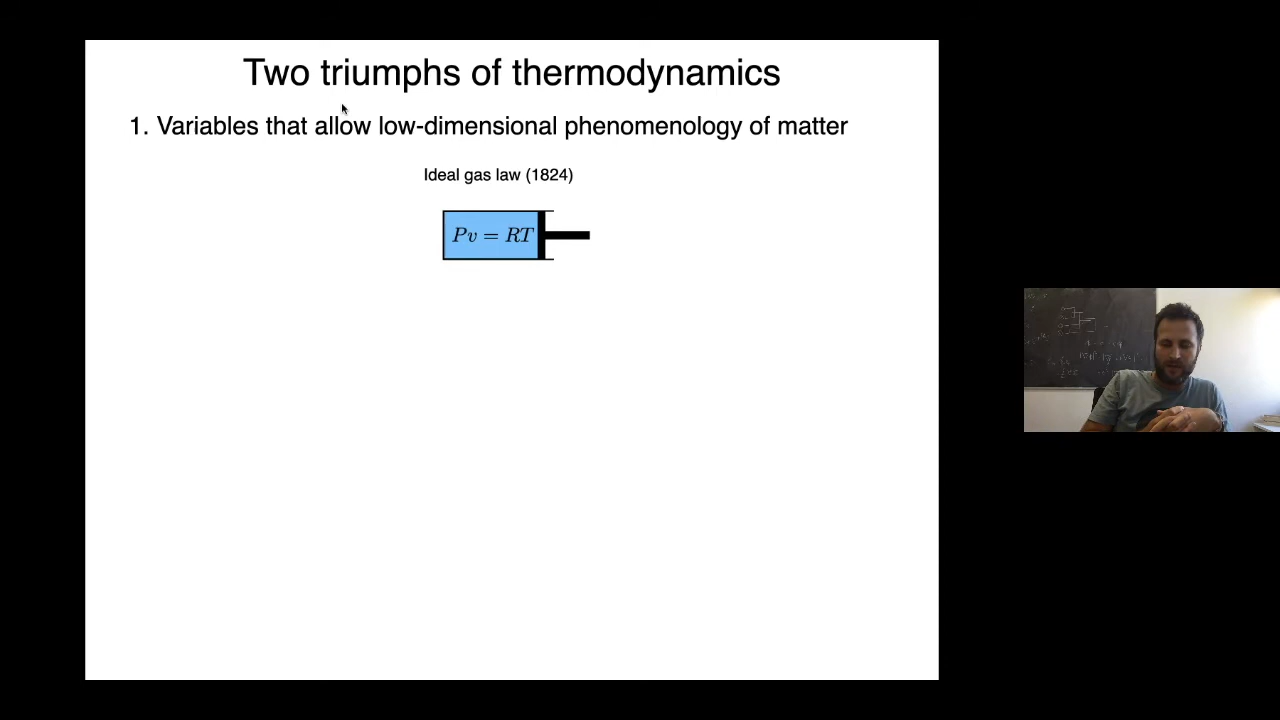 Two triumphs of thermodynamics
1. Variables that allow low-dimensional phenomenology of matter
Ideal gas law (1824)
Pv = RT